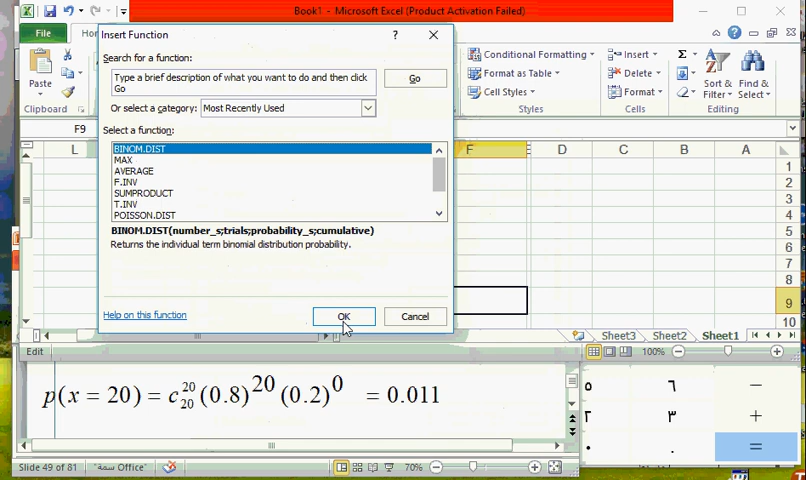 Book1 - Microsoft Excel (Product Activation Failed)
File
Insert Function
Search for a function:
Type a brief description of what you want to do and then click
Go
Go
Or select a category: Most Recently Used
Select a function:
BINOM.DIST
MAX
AVERAGE
F.INV
SUMPRODUCT
T.INV
POISSON.DIST
BINOM.DIST(number_s;trials;probability_s;cumulative)
Returns the individual term binomial distribution probability.
Help on this function
OK
Cancel
Paste
Clipboard
Conditional Formatting
Format as Table
Cell Styles
Styles
Insert
Delete
Format
Cells
Σ
Sort &
Filter
Find &
Select
Editing
F9
L F D C B A
1
2
3
4
5
6
7
8
9
10
Sheet3 Sheet2 Sheet1
Edit
100%
p(x = 20) = c₂₀²⁰ (0.8)²⁰ (0.2)⁰ = 0.011
٥ ٦ −
٢ ٣ +
٠ . =
Slide 49 of 81
"سمة Office"
70%